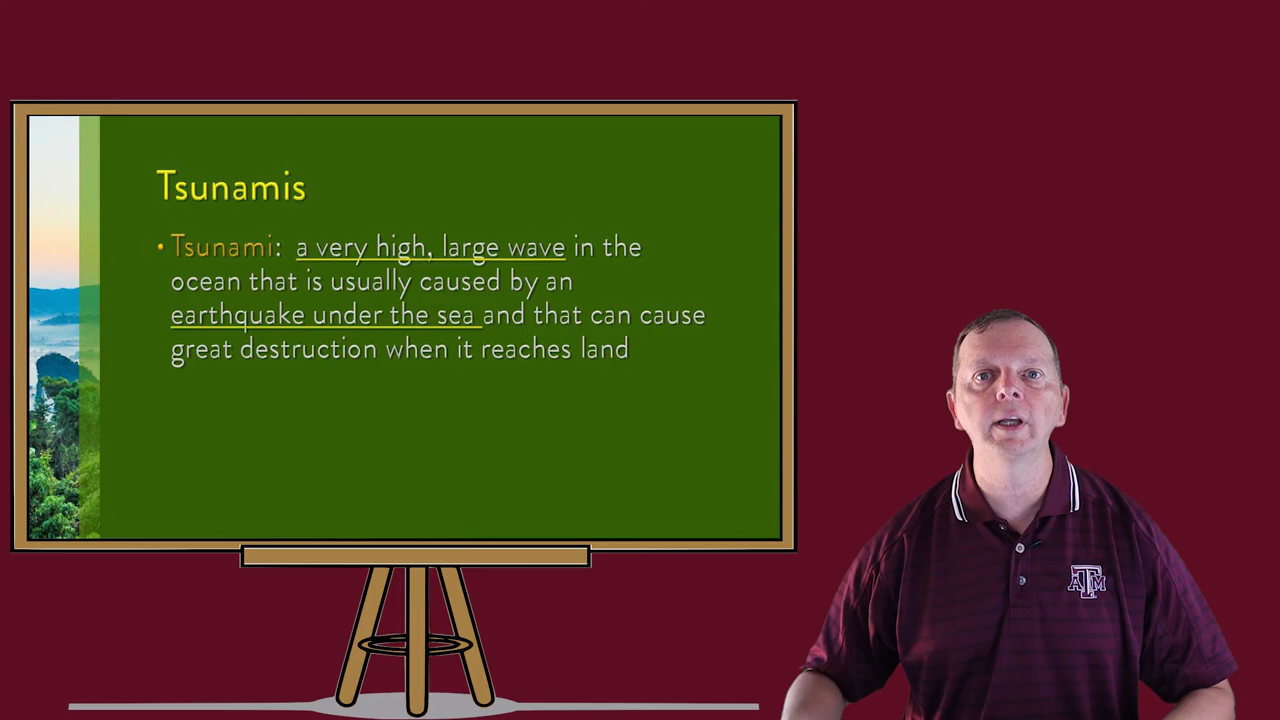 Tsunamis
• Tsunami: a very high, large wave in the
ocean that is usually caused by an
earthquake under the sea and that can cause
great destruction when it reaches land
ATM